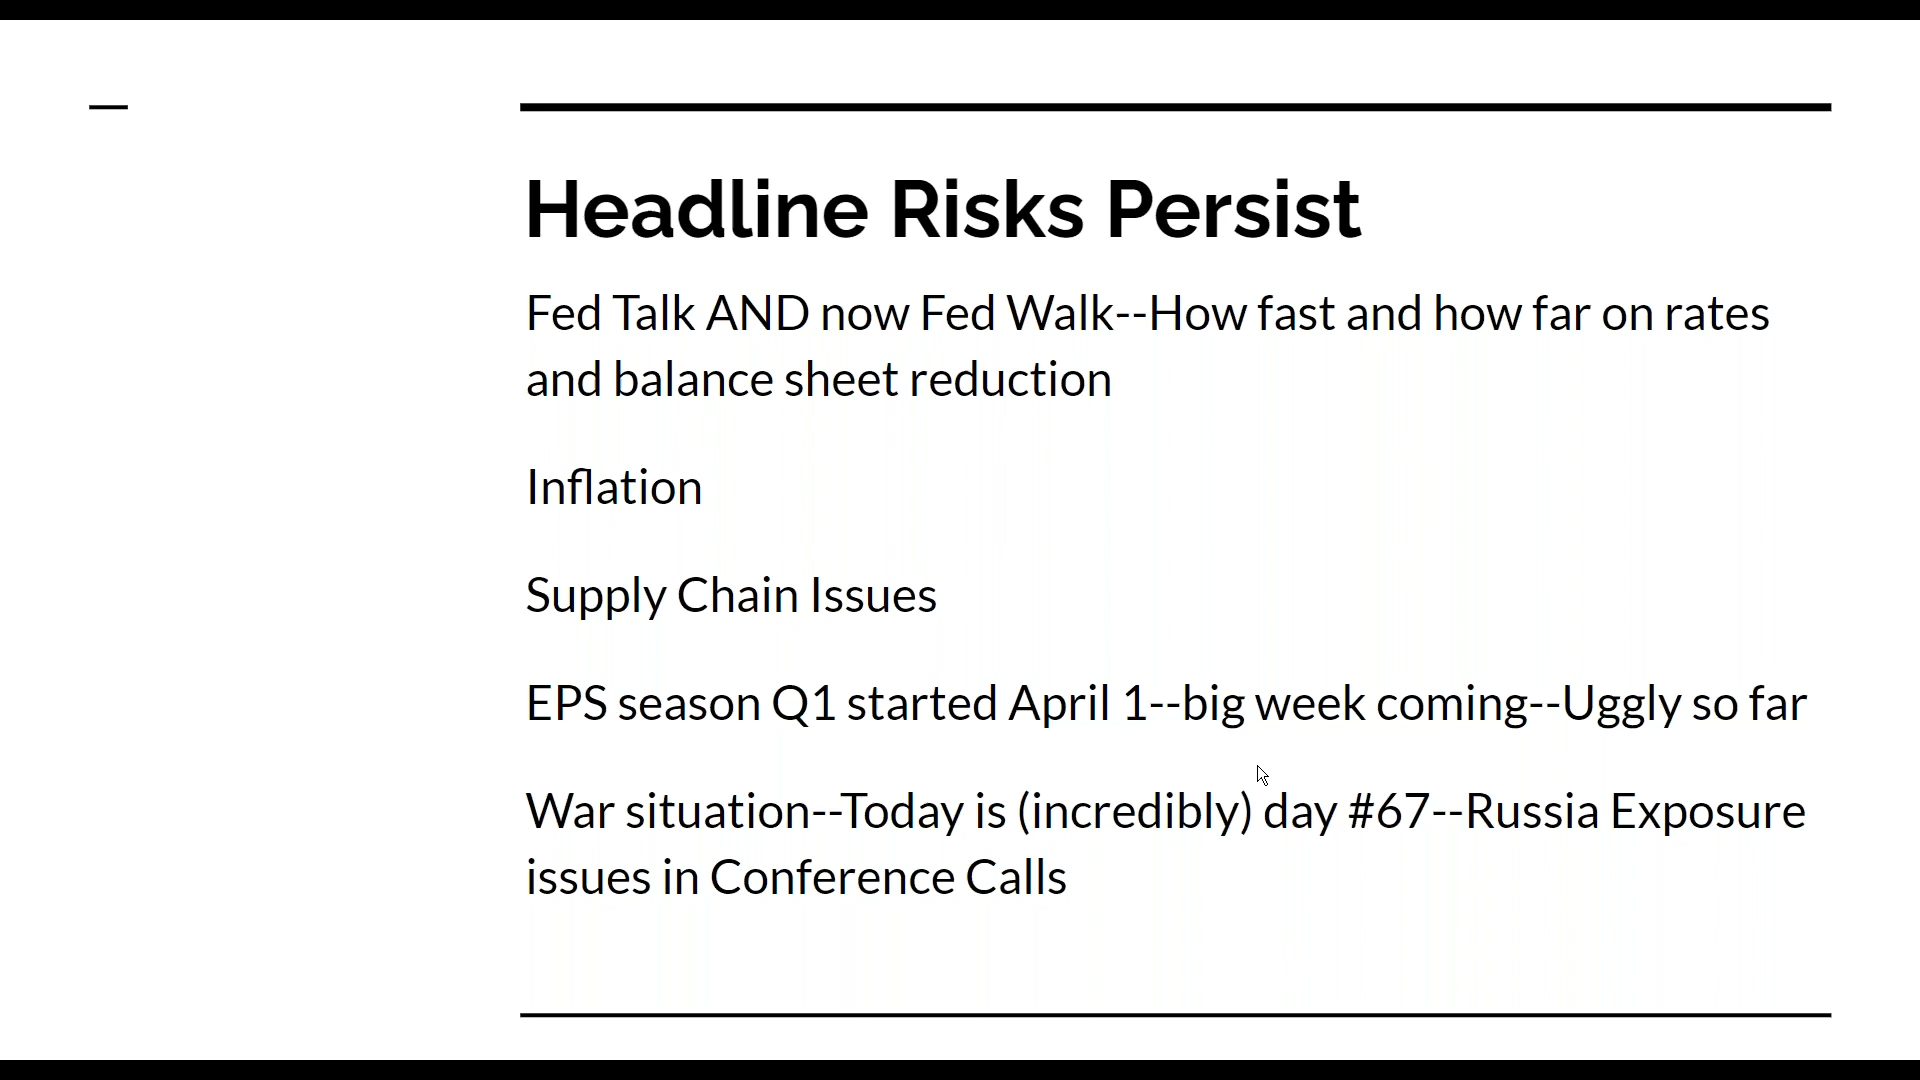 Headline Risks Persist
Fed Talk AND now Fed Walk--How fast and how far on rates
and balance sheet reduction
Inflation
Supply Chain Issues
EPS season Q1 started April 1--big week coming--Uggly so far
War situation--Today is (incredibly) day #67--Russia Exposure
issues in Conference Calls